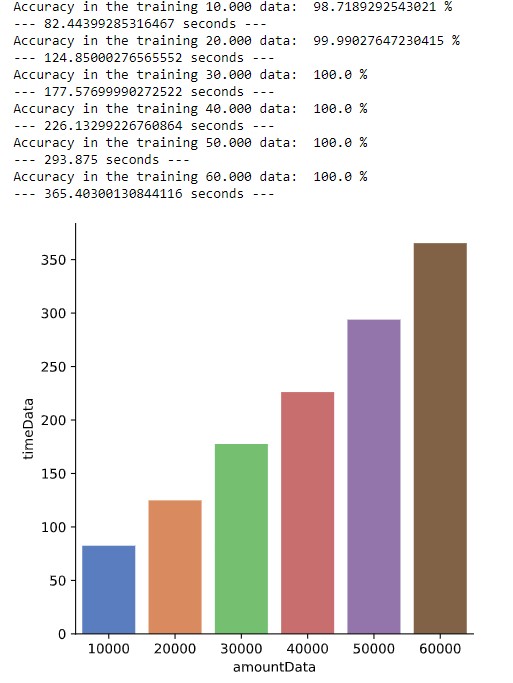 Accuracy in the training 10.000 data:  98.7189292543021 %
--- 82.44399285316467 seconds ---
Accuracy in the training 20.000 data:  99.99027647230415 %
--- 124.85000276565552 seconds ---
Accuracy in the training 30.000 data:  100.0 %
--- 177.57699990272522 seconds ---
Accuracy in the training 40.000 data:  100.0 %
--- 226.13299226760864 seconds ---
Accuracy in the training 50.000 data:  100.0 %
--- 293.875 seconds ---
Accuracy in the training 60.000 data:  100.0 %
--- 365.40300130844116 seconds ---
350
300
250
200
150
100
50
0
timeData
10000 20000 30000 40000 50000 60000
amountData